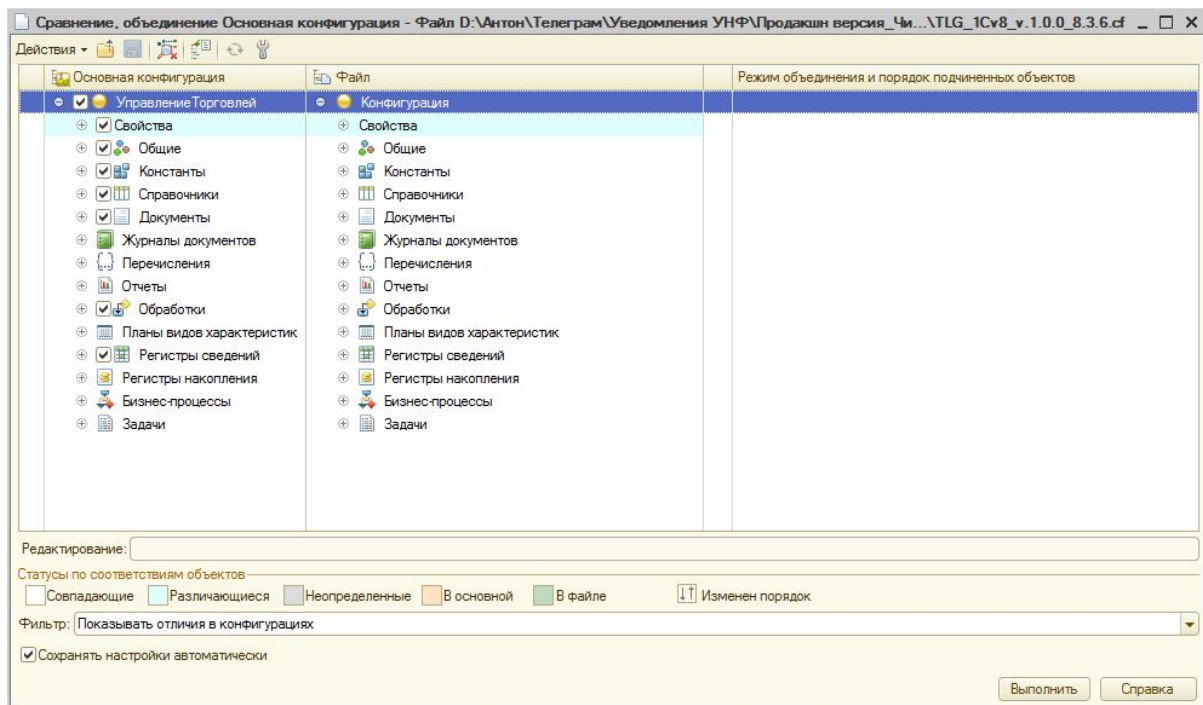 Сравнение, объединение Основная конфигурация - Файл D:\Антон\Телеграм\Уведомления УНФ\Продакшн версия_Чи...\TLG_1Cv8_v.1.0.0_8.3.6.cf
Действия
Основная конфигурация Файл Режим объединения и порядок подчиненных объектов
УправлениеТорговлей Конфигурация
Свойства Свойства
Общие Общие
Константы Константы
Справочники Справочники
Документы Документы
Журналы документов Журналы документов
Перечисления Перечисления
Отчеты Отчеты
Обработки Обработки
Планы видов характеристик Планы видов характеристик
Регистры сведений Регистры сведений
Регистры накопления Регистры накопления
Бизнес-процессы Бизнес-процессы
Задачи Задачи
Редактирование:
Статусы по соответствиям объектов
Совпадающие Различающиеся Неопределенные В основной В файле Изменен порядок
Фильтр: Показывать отличия в конфигурациях
Сохранять настройки автоматически
Выполнить Справка